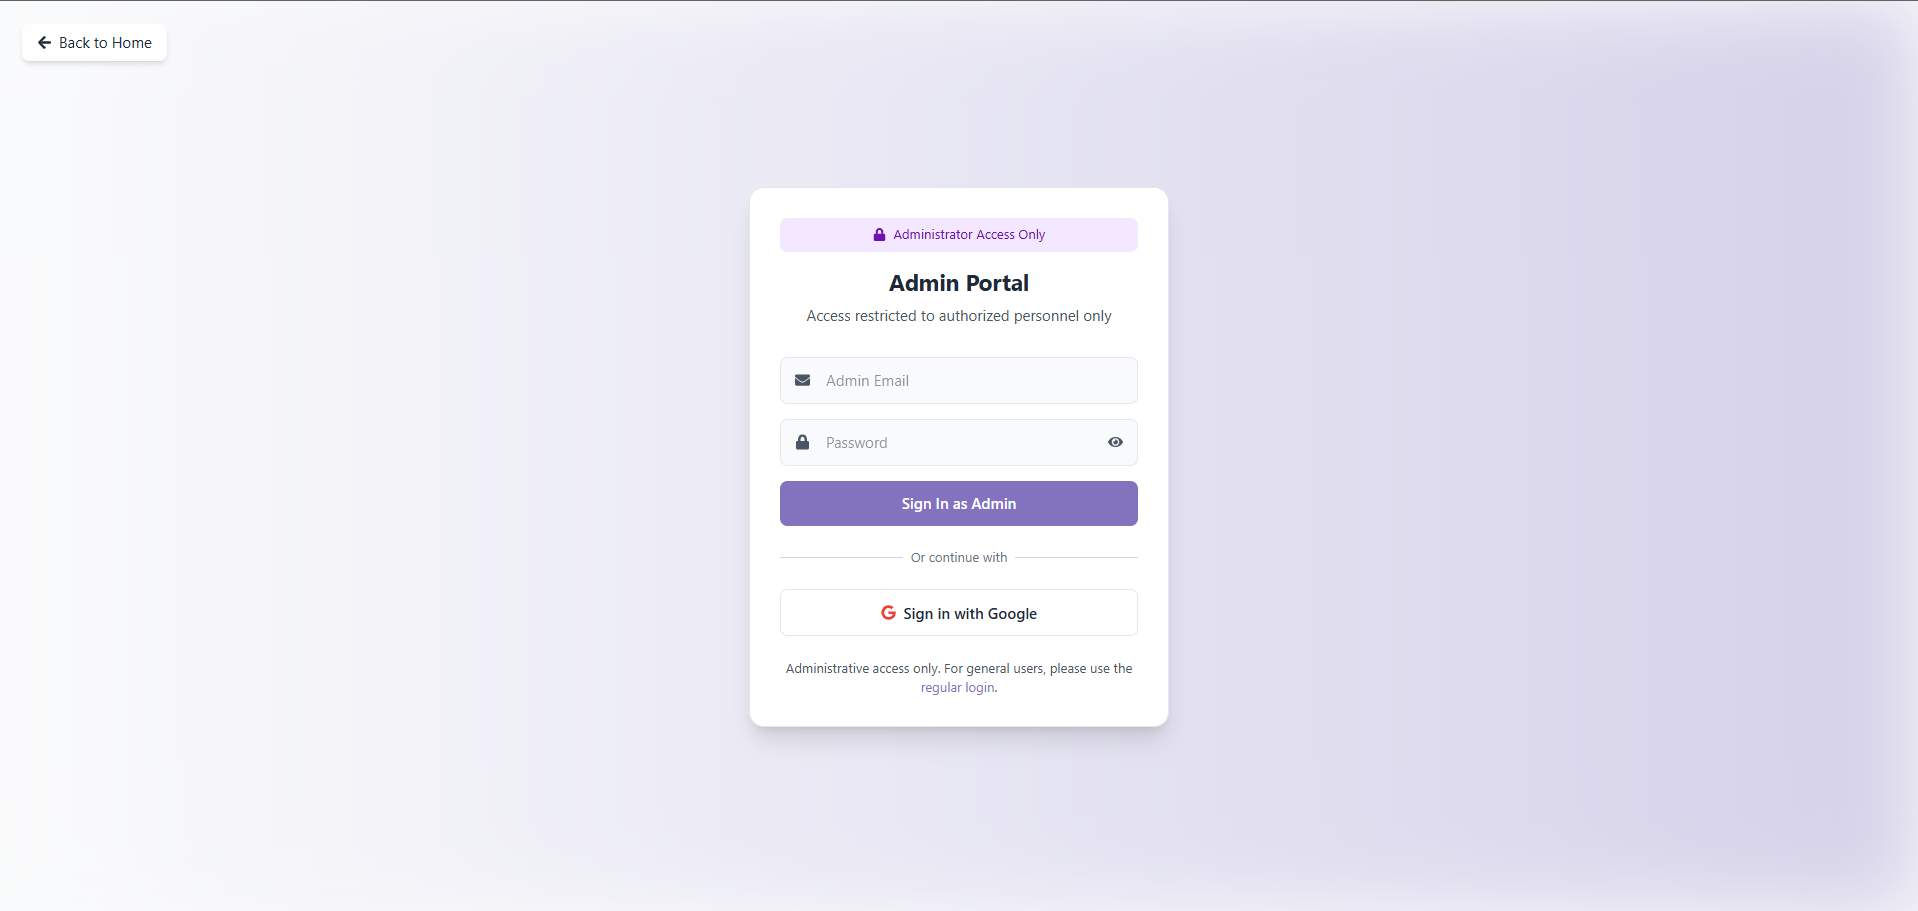 Back to Home
Administrator Access Only
Admin Portal
Access restricted to authorized personnel only
Admin Email
Password
Sign In as Admin
Or continue with
Sign in with Google
Administrative access only. For general users, please use the
regular login.